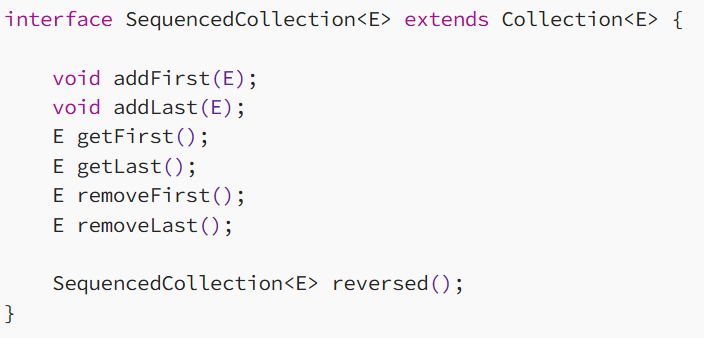 interface SequencedCollection<E> extends Collection<E> {
void addFirst(E);
void addLast(E);
E getFirst();
E getLast();
E removeFirst();
E removeLast();
SequencedCollection<E> reversed();
}